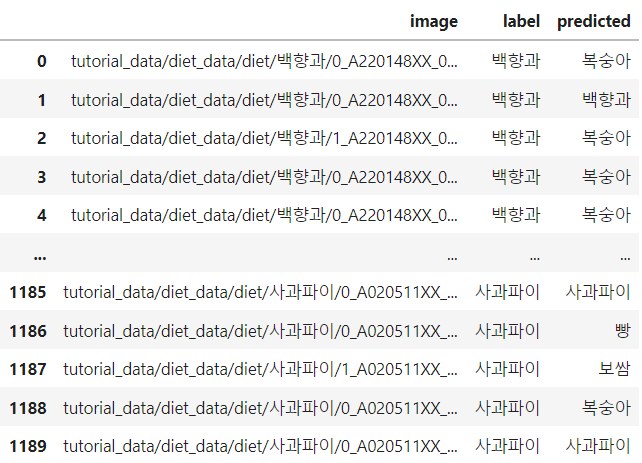 image label predicted
0 tutorial_data/diet_data/diet/백향과/0_A220148XX_0... 백향과 복숭아
1 tutorial_data/diet_data/diet/백향과/0_A220148XX_0... 백향과 백향과
2 tutorial_data/diet_data/diet/백향과/1_A220148XX_0... 백향과 복숭아
3 tutorial_data/diet_data/diet/백향과/0_A220148XX_0... 백향과 복숭아
4 tutorial_data/diet_data/diet/백향과/0_A220148XX_0... 백향과 복숭아
... ... ... ...
1185 tutorial_data/diet_data/diet/사과파이/0_A020511XX_... 사과파이 사과파이
1186 tutorial_data/diet_data/diet/사과파이/0_A020511XX_... 사과파이 빵
1187 tutorial_data/diet_data/diet/사과파이/1_A020511XX_... 사과파이 보쌈
1188 tutorial_data/diet_data/diet/사과파이/0_A020511XX_... 사과파이 복숭아
1189 tutorial_data/diet_data/diet/사과파이/0_A020511XX_... 사과파이 사과파이